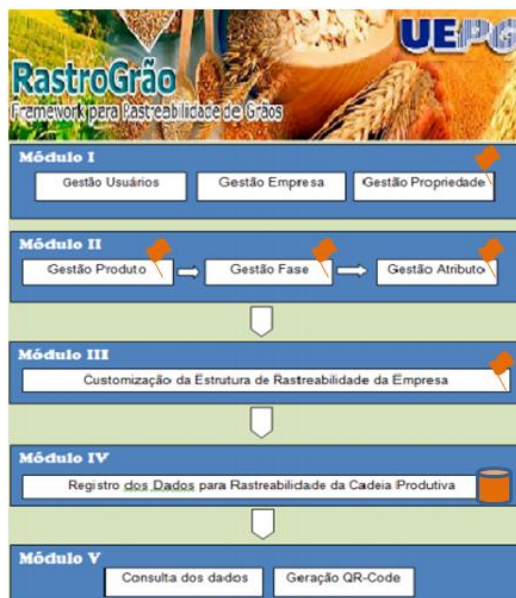 UEPG
RastroGrão
Framework para Rastreabilidade de Grãos
Módulo I
Gestão Usuários Gestão Empresa Gestão Propriedade
Módulo II
Gestão Produto Gestão Fase Gestão Atributo
Módulo III
Customização da Estrutura de Rastreabilidade da Empresa
Módulo IV
Registro dos Dados para Rastreabilidade da Cadeia Produtiva
Módulo V
Consulta dos dados Geração QR-Code